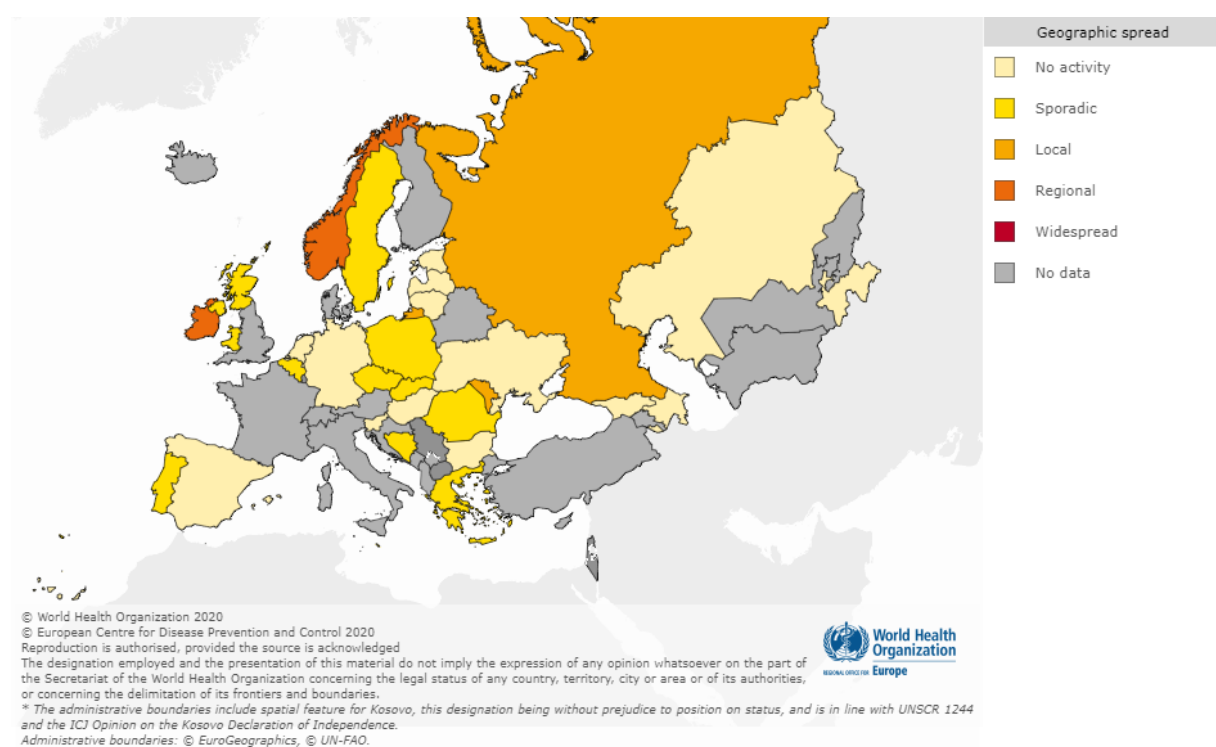 Geographic spread
No activity
Sporadic
Local
Regional
Widespread
No data
© World Health Organization 2020
© European Centre for Disease Prevention and Control 2020
Reproduction is authorised, provided the source is acknowledged
The designation employed and the presentation of this material do not imply the expression of any opinion whatsoever on the part of
the Secretariat of the World Health Organization concerning the legal status of any country, territory, city or area or of its authorities,
or concerning the delimitation of its frontiers and boundaries.
* The administrative boundaries include spatial feature for Kosovo, this designation being without prejudice to position on status, and is in line with UNSCR 1244
and the ICJ Opinion on the Kosovo Declaration of Independence.
Administrative boundaries: © EuroGeographics, © UN-FAO.
World Health
Organization
REGIONAL OFFICE FOR Europe